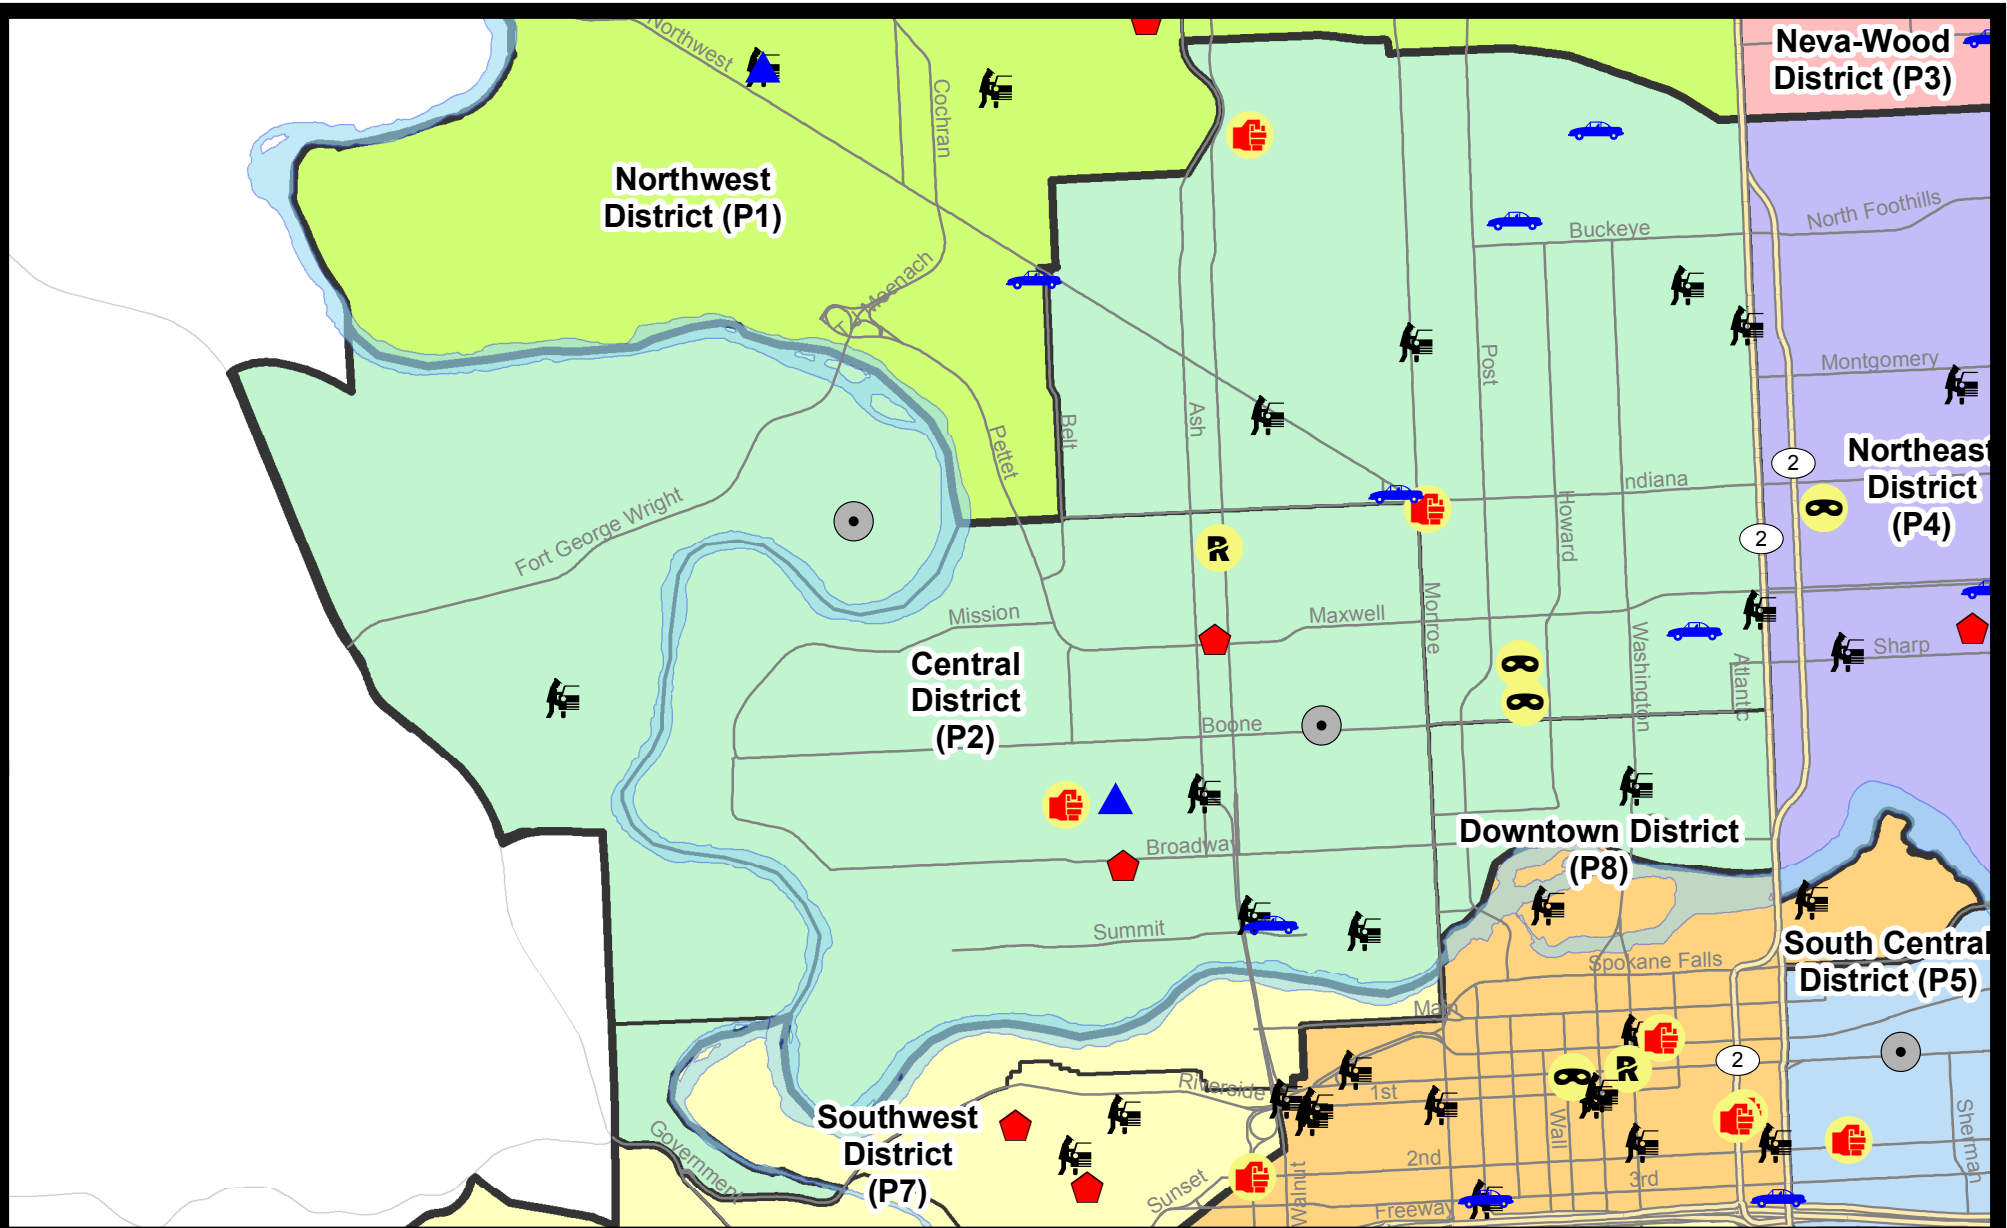 Northwest
Cochran
Neva-Wood
District (P3)
Northwest
District (P1)
North Foothills
Buckeye
T J Meenach
Post
Montgomery
Ash
Belt
Pettet
Northeast
District
(P4)
2
ndiana
Howard
Fort George Wright
2
R
Mission
Maxwell
Monroe
Washington
Atlantic
Sharp
Central
District
(P2)
Boone
Broadway
Downtown District
(P8)
Summit
Spokane Falls
South Central
District (P5)
Main
2
R
Riverside
1st
Wall
Sherman
Southwest
District
(P7)
Government
Sunset
Walnut
2nd
3rd
Freeway